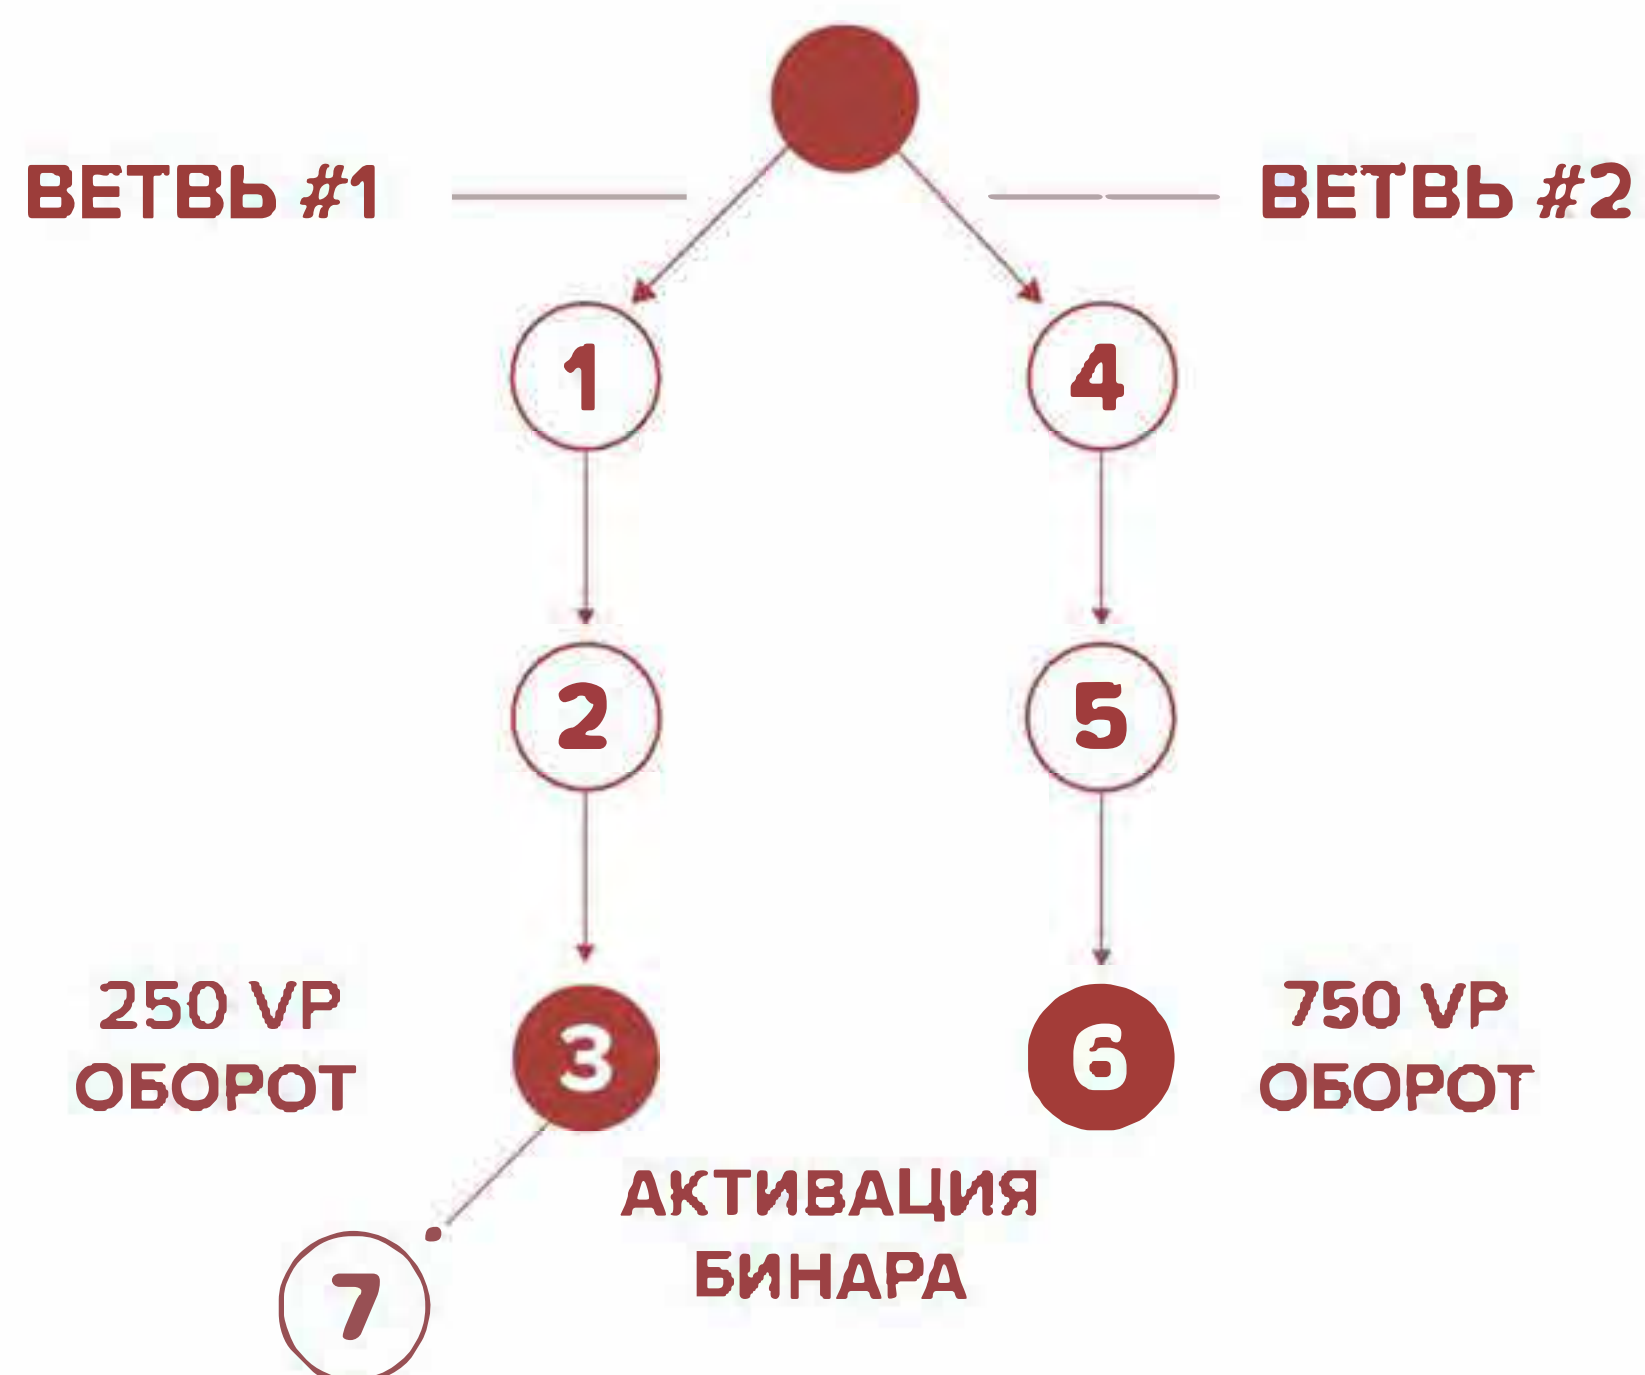 ВЕТВЬ #1
ВЕТВЬ #2
1
4
2
5
250 VP
ОБОРОТ
3
6
750 VP
ОБОРОТ
АКТИВАЦИЯ
БИНАРА
7